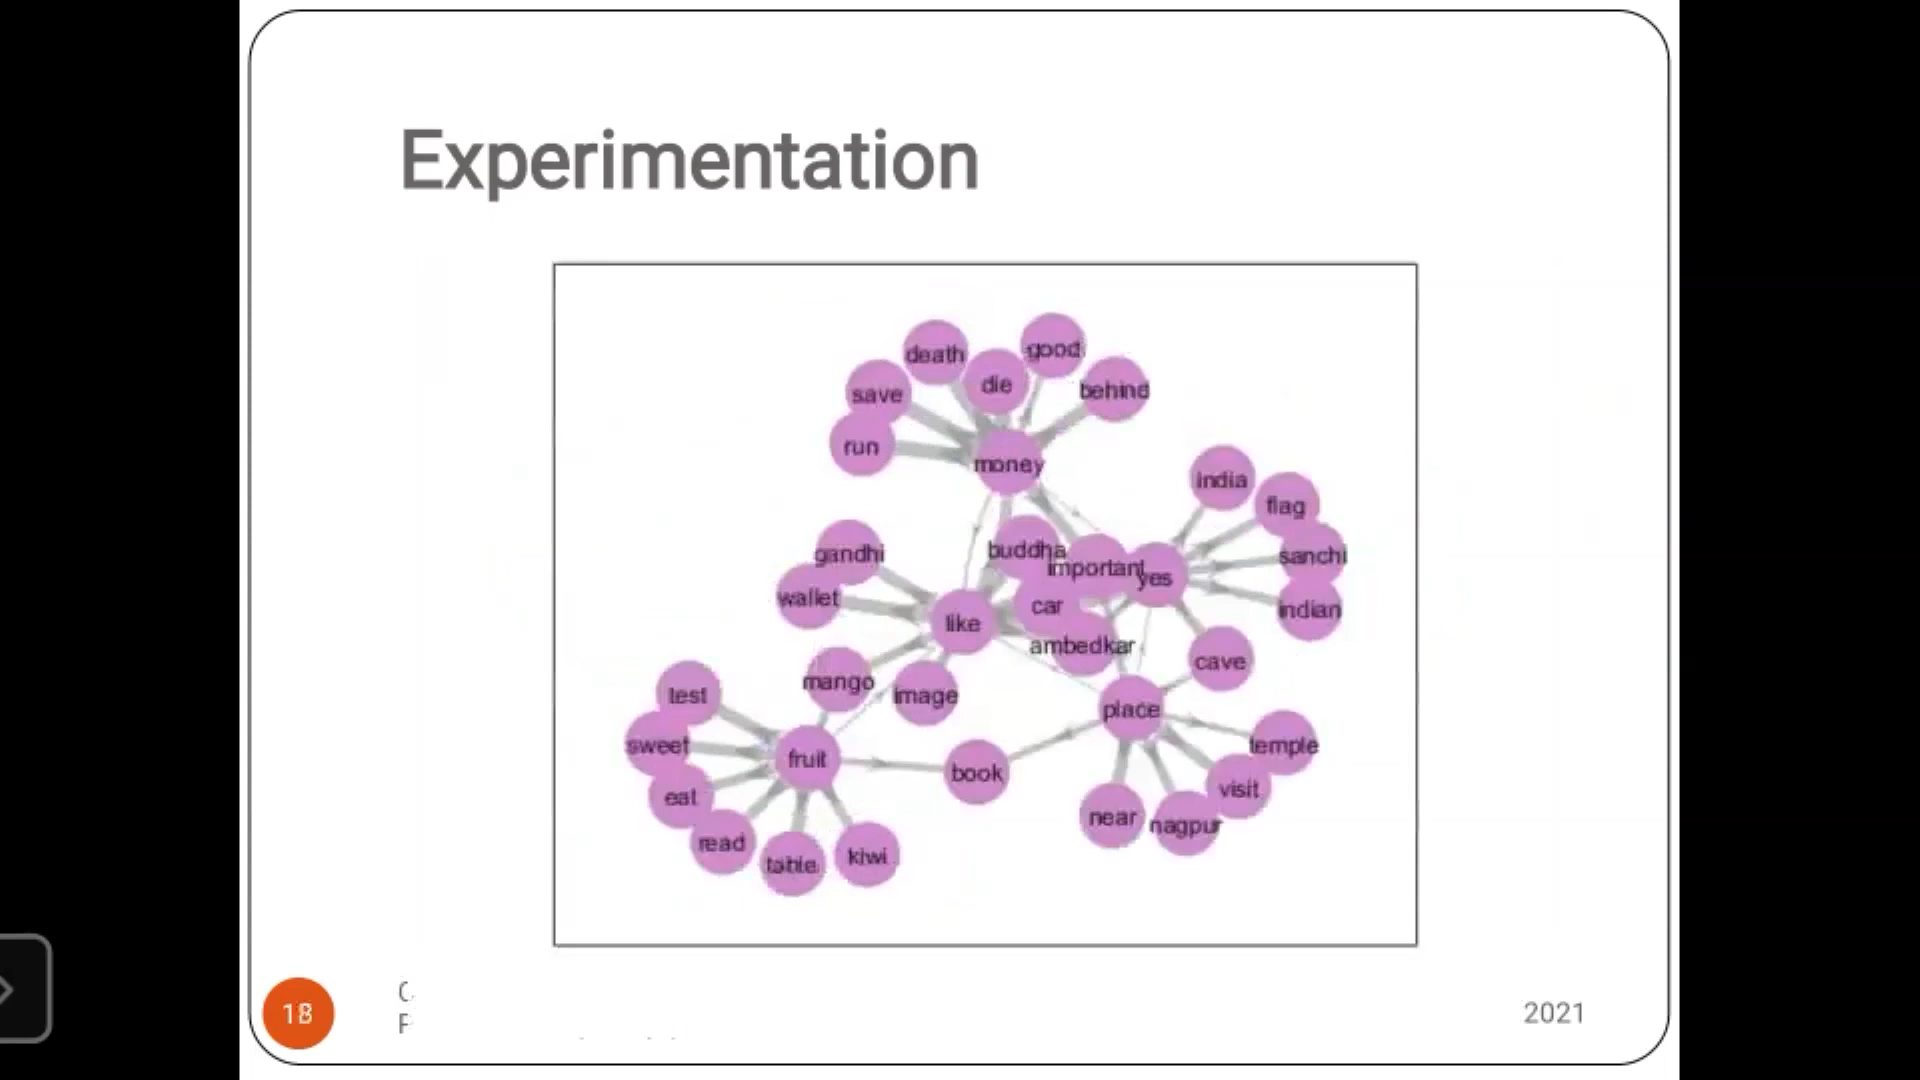 Experimentation
death
good
die
save
behind
run
money
india
flag
gandhi
buddha
important
yes
sanchi
wallet
car
indian
like
ambedkar
cave
mango
image
test
place
sweet
fruit
book
temple
eat
visit
near
nagpur
read
table
kiwi
18
2021